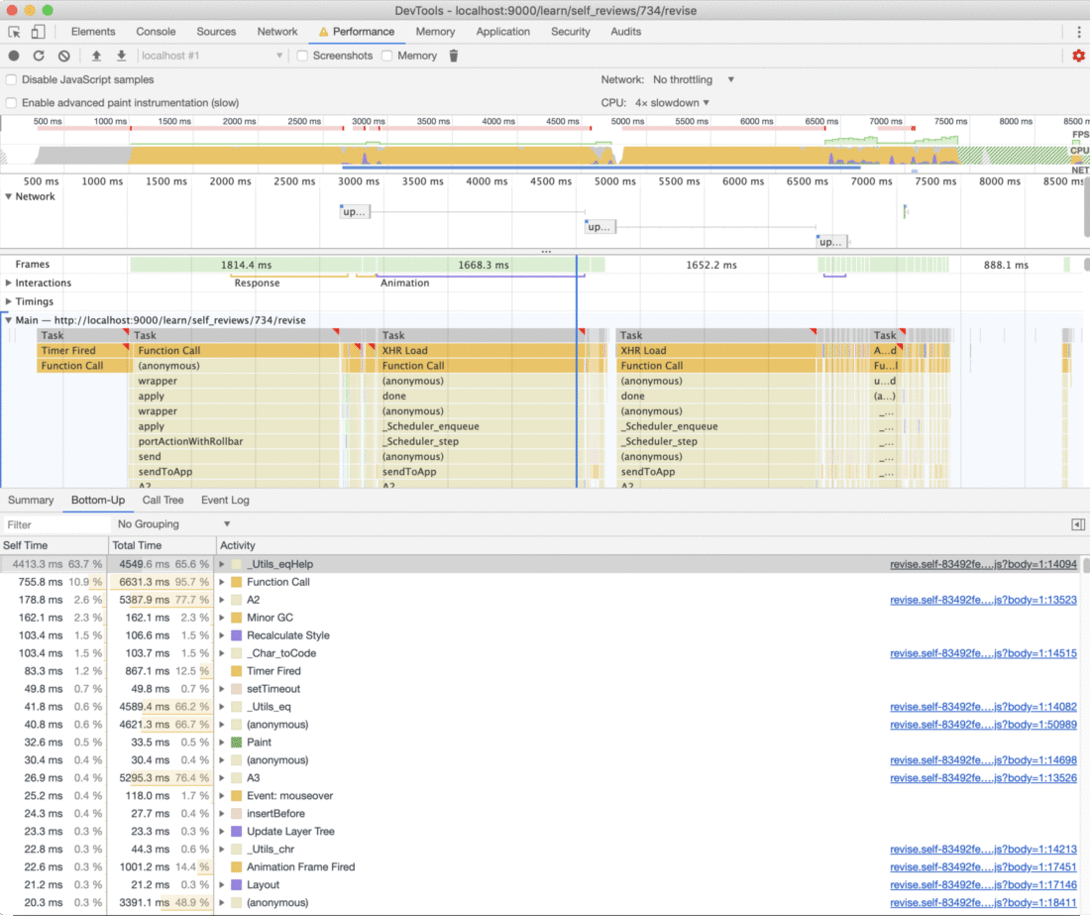 DevTools - localhost:9000/learn/self_reviews/734/revise
Elements Console Sources Network Performance Memory Application Security Audits
localhost #1 Screenshots Memory
Disable JavaScript samples Network: No throttling
Enable advanced paint instrumentation (slow) CPU: 4× slowdown
500 ms 1000 ms 1500 ms 2000 ms 2500 ms 3000 ms 3500 ms 4000 ms 4500 ms 5000 ms 5500 ms 6000 ms 6500 ms 7000 ms 7500 ms 8000 ms 8500 m
FPS
CPU
NET
500 ms 1000 ms 1500 ms 2000 ms 2500 ms 3000 ms 3500 ms 4000 ms 4500 ms 5000 ms 5500 ms 6000 ms 6500 ms 7000 ms 7500 ms 8000 ms 8500 ms
Network
up...
up...
up...
Frames 1814.4 ms 1668.3 ms 1652.2 ms 888.1 ms
Interactions Response Animation
Timings
Main — http://localhost:9000/learn/self_reviews/734/revise
Task Task Task Task Task
Timer Fired Function Call XHR Load XHR Load A...d
Function Call (anonymous) Function Call Function Call Fu...l
wrapper (anonymous) (anonymous) u...d
apply done done (a...)
wrapper (anonymous) (anonymous) _...
apply _Scheduler_enqueue _Scheduler_enqueue _...
portActionWithRollbar _Scheduler_step _Scheduler_step _...
send (anonymous) (anonymous) _...
sendToApp sendToApp sendToApp _...
A2 A2 A2
Summary Bottom-Up Call Tree Event Log
Filter No Grouping
Self Time Total Time Activity
4413.3 ms 63.7 % 4549.6 ms 65.6 % _Utils_eqHelp revise.self-83492fe....js?body=1:14094
755.8 ms 10.9 % 6631.3 ms 95.7 % Function Call
178.8 ms 2.6 % 5387.9 ms 77.7 % A2 revise.self-83492fe....js?body=1:13523
162.1 ms 2.3 % 162.1 ms 2.3 % Minor GC
103.4 ms 1.5 % 106.6 ms 1.5 % Recalculate Style
103.4 ms 1.5 % 103.7 ms 1.5 % _Char_toCode revise.self-83492fe....js?body=1:14515
83.3 ms 1.2 % 867.1 ms 12.5 % Timer Fired
49.8 ms 0.7 % 49.8 ms 0.7 % setTimeout
41.8 ms 0.6 % 4589.4 ms 66.2 % _Utils_eq revise.self-83492fe....js?body=1:14082
40.8 ms 0.6 % 4621.3 ms 66.7 % (anonymous) revise.self-83492fe....js?body=1:50989
32.6 ms 0.5 % 33.5 ms 0.5 % Paint
30.4 ms 0.4 % 30.4 ms 0.4 % (anonymous) revise.self-83492fe....js?body=1:14698
26.9 ms 0.4 % 5295.3 ms 76.4 % A3 revise.self-83492fe....js?body=1:13526
25.2 ms 0.4 % 118.0 ms 1.7 % Event: mouseover
24.3 ms 0.4 % 27.7 ms 0.4 % insertBefore
23.3 ms 0.3 % 23.3 ms 0.3 % Update Layer Tree
22.8 ms 0.3 % 44.3 ms 0.6 % _Utils_chr revise.self-83492fe....js?body=1:14213
22.6 ms 0.3 % 1001.2 ms 14.4 % Animation Frame Fired revise.self-83492fe....js?body=1:17451
21.2 ms 0.3 % 21.2 ms 0.3 % Layout revise.self-83492fe....js?body=1:17146
20.3 ms 0.3 % 3391.1 ms 48.9 % (anonymous) revise.self-83492fe....js?body=1:18411